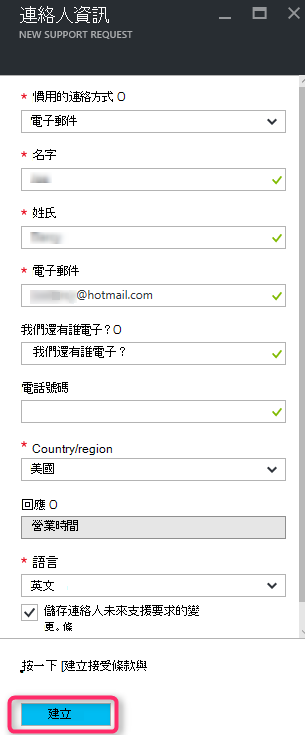 連絡人資訊
NEW SUPPORT REQUEST
* 慣用的連絡方式 O
電子郵件
* 名字
* 姓氏
* 電子郵件
@hotmail.com
我們還有誰電子？O
我們還有誰電子？
電話號碼
* Country/region
美國
回應 O
營業時間
* 語言
英文
儲存連絡人未來支援要求的變
更。條
按一下 [建立接受條款與
建立